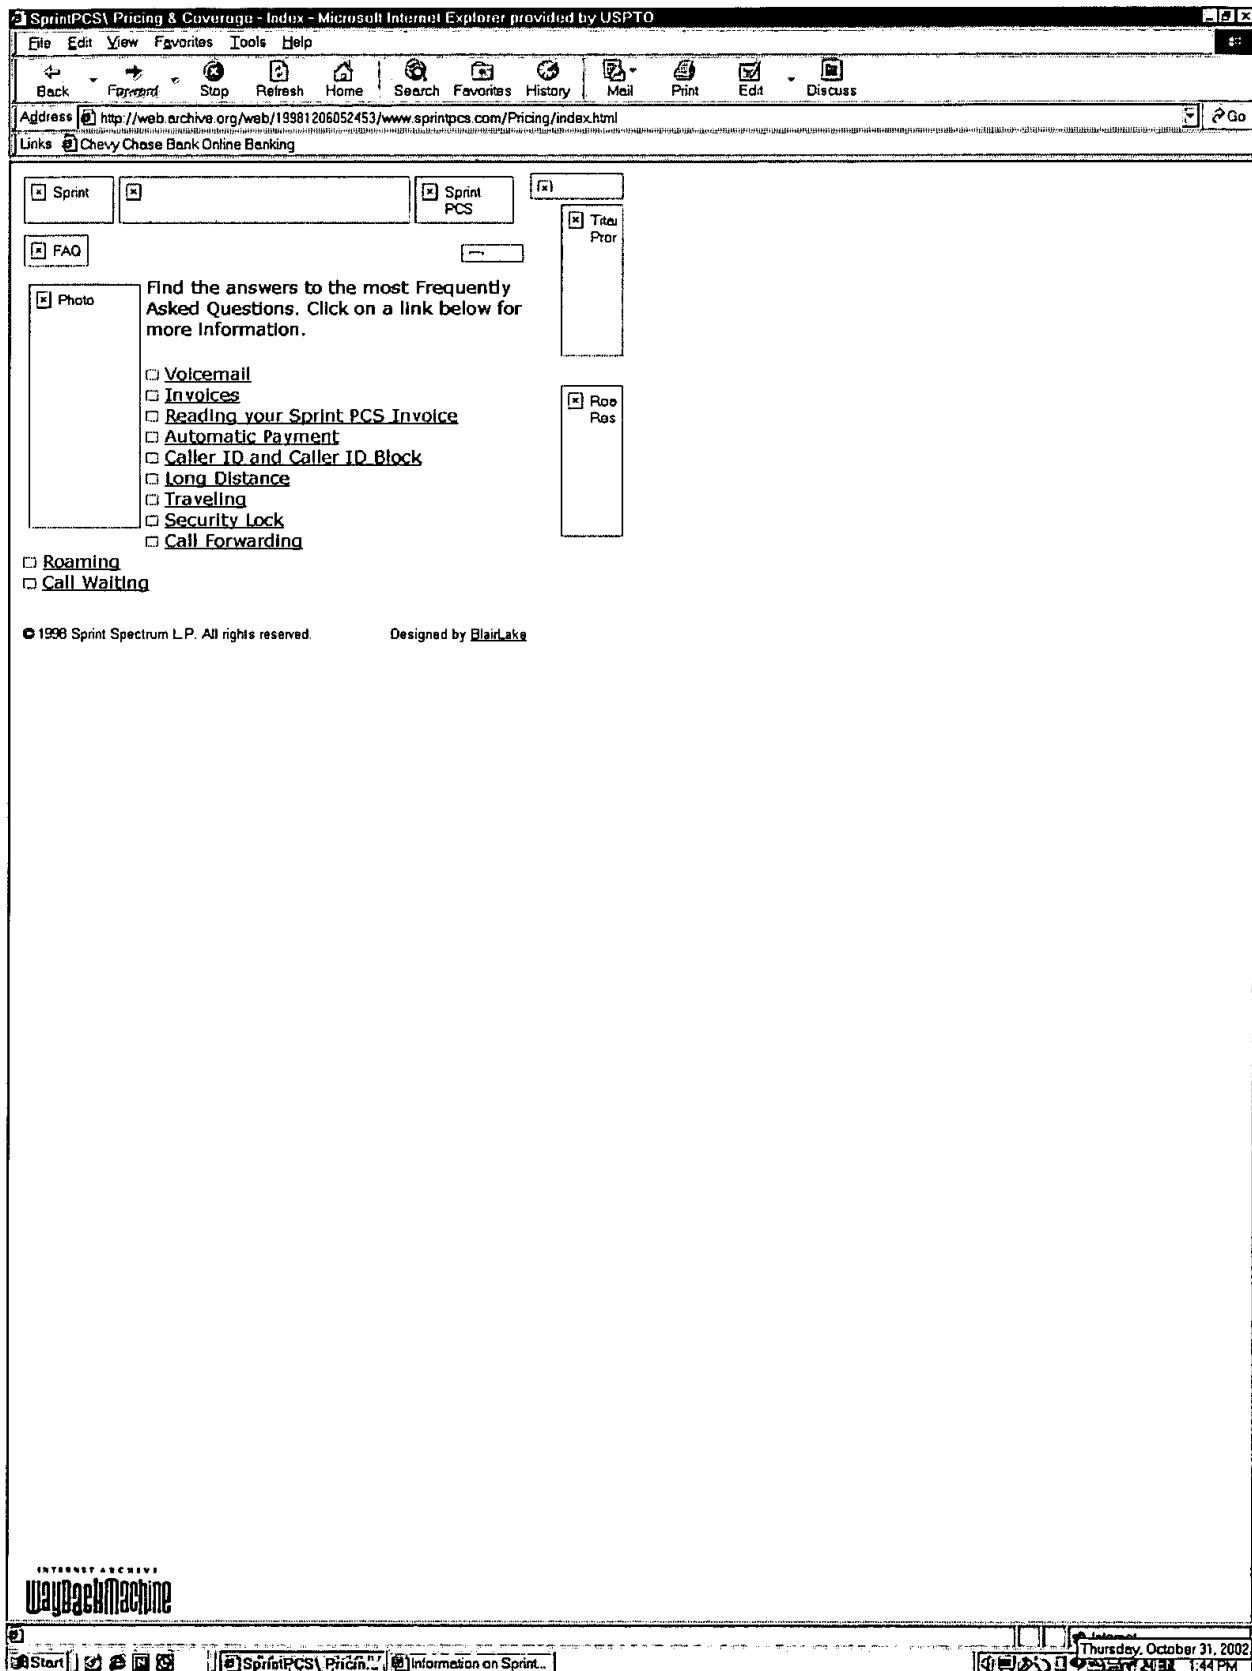 SprintPCS\ Pricing & Coverage - Index - Microsoft Internet Explorer provided by USPTO
File Edit View Favorites Tools Help
Back Forward Stop Refresh Home Search Favorites History Mail Print Edit Discuss
Address http://web.archive.org/web/19981206052453/www.sprintpcs.com/Pricing/index.html Go
Links Chevy Chase Bank Online Banking
Sprint Sprint
PCS
Pror
FAQ
Photo
Find the answers to the most Frequently
Asked Questions. Click on a link below for
more Information.
Voicemail
Invoices
Reading your Sprint PCS Invoice
Res
Automatic Payment
Caller ID and Caller ID Block
Long Distance
Traveling
Security Lock
Call Forwarding
Roaming
Call Waiting
© 1998 Sprint Spectrum L.P. All rights reserved. Designed by BlairLake
INTERNET ARCHIVE
WayBackMachine
Internet
Thursday, October 31, 2002
Start SprintPCS\ Pricin... Information on Sprint... 1:44 PM